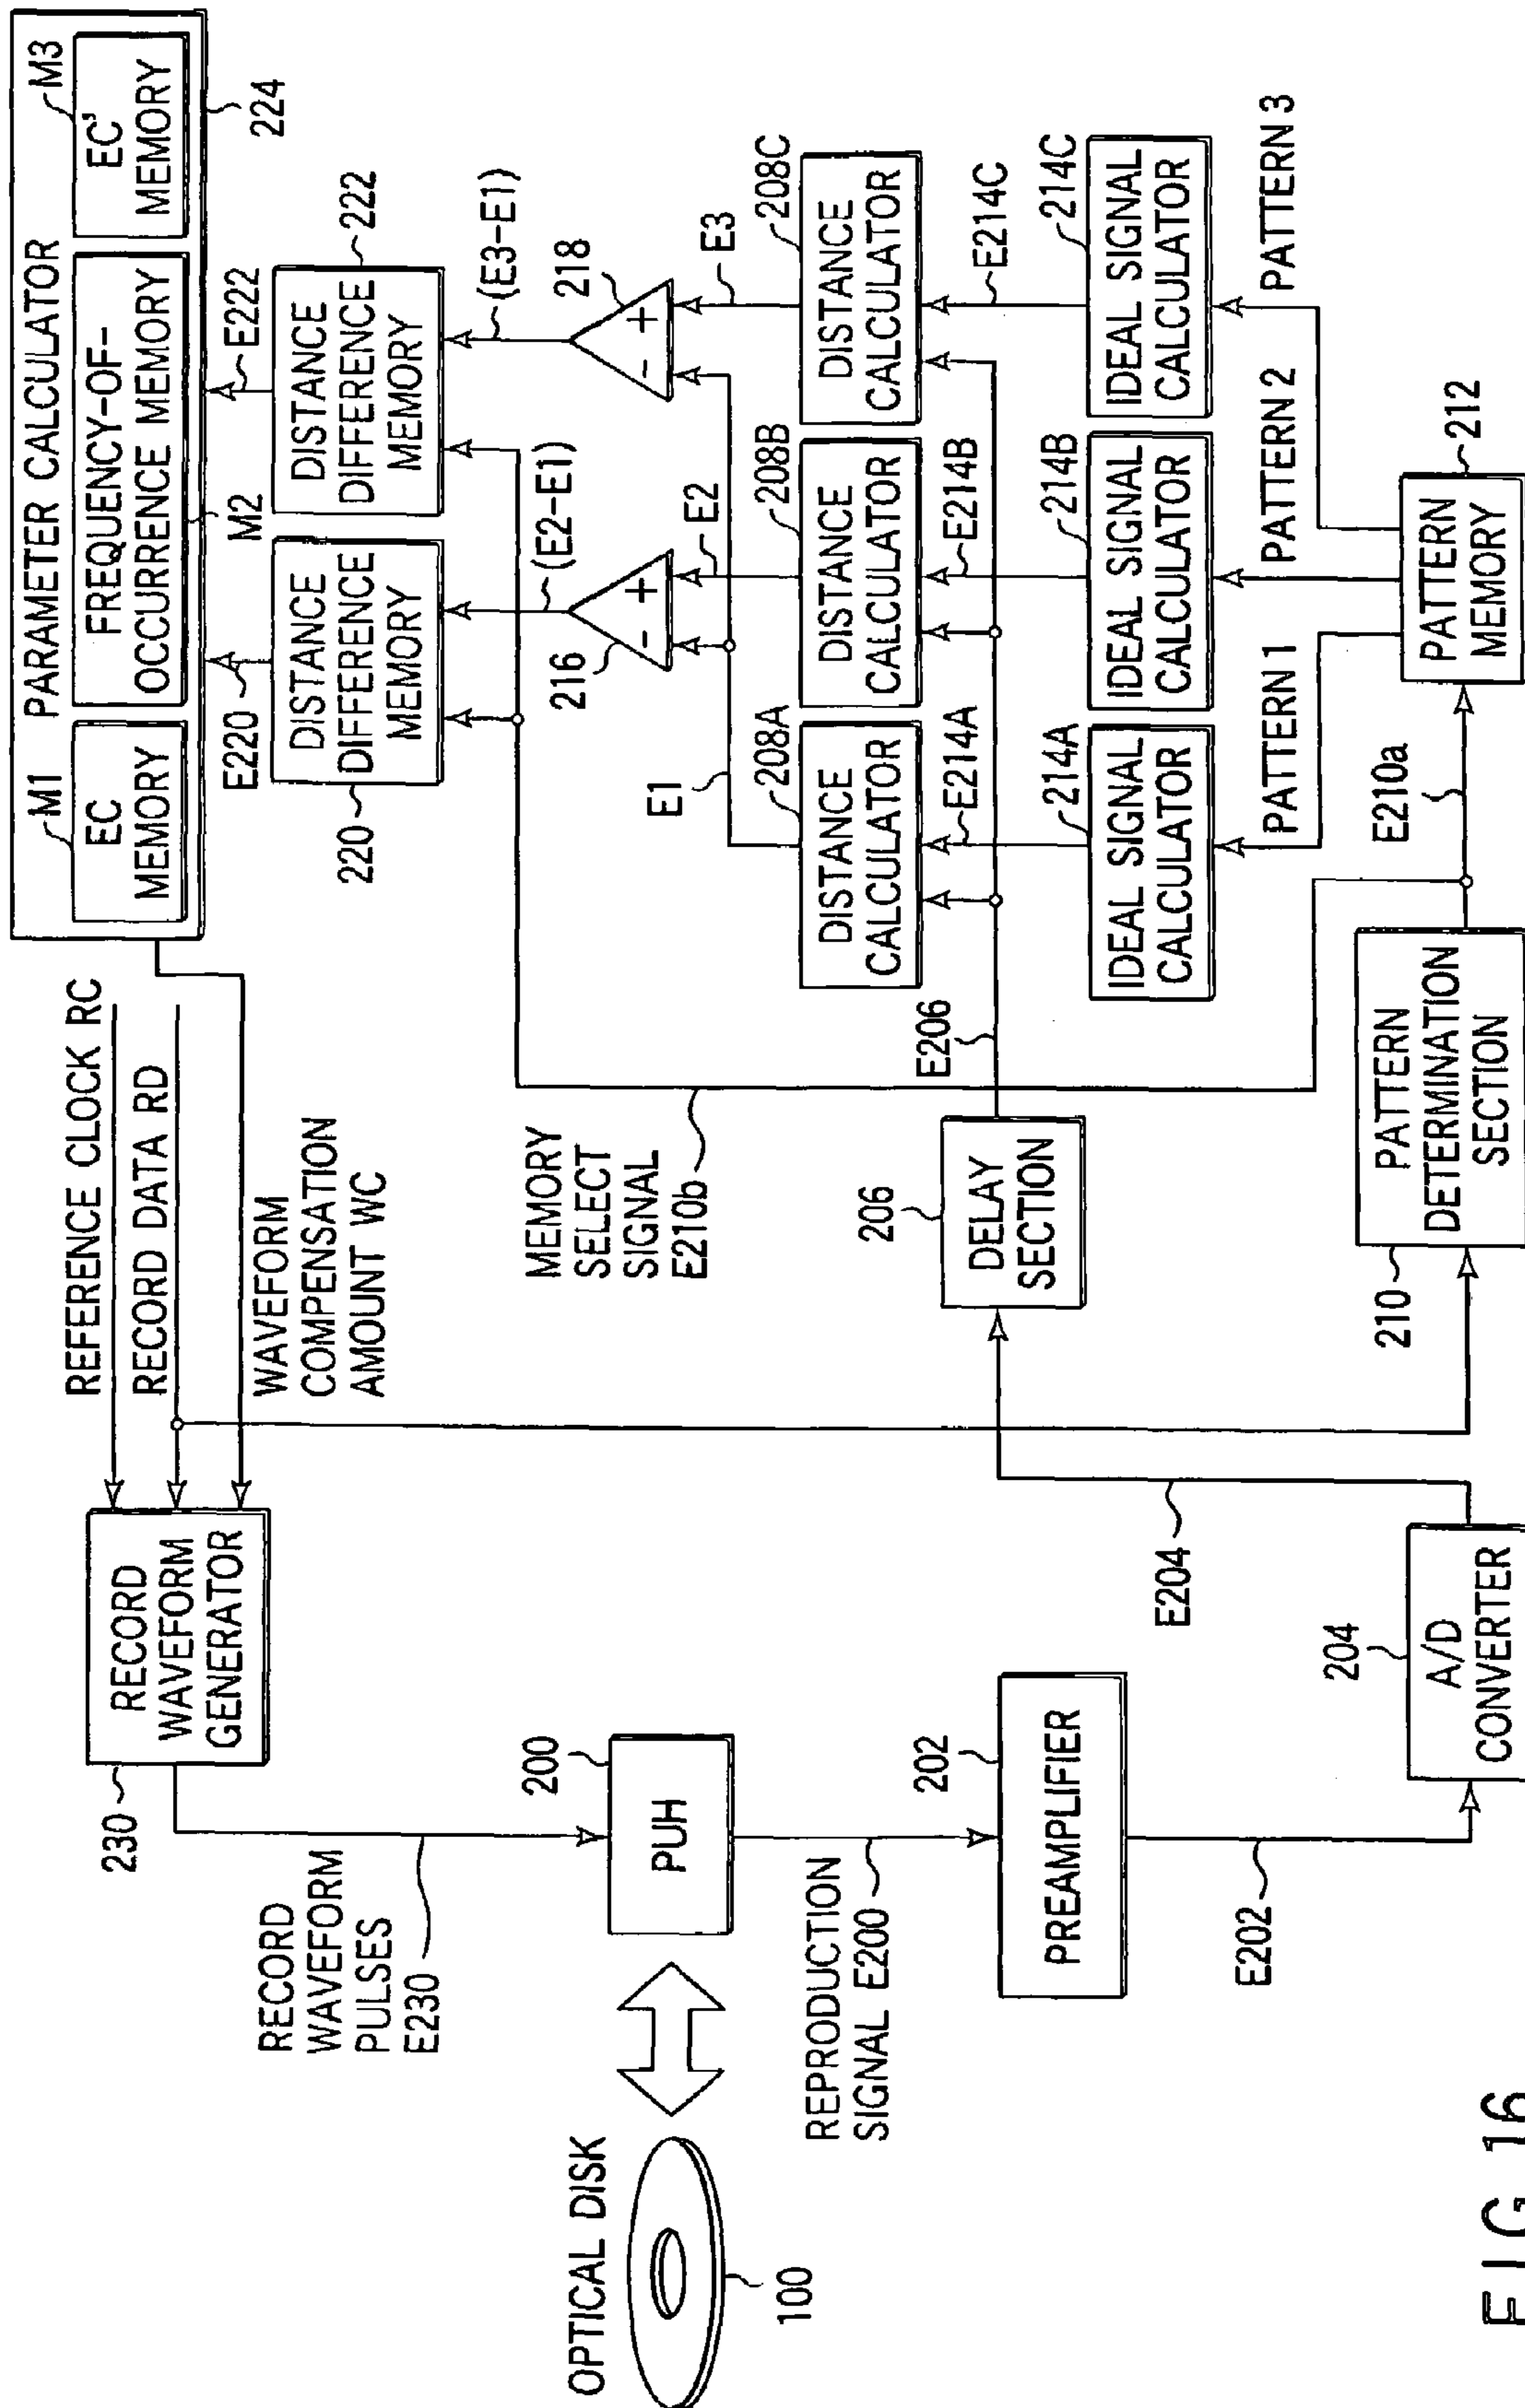 OPTICAL DISK
100
RECORD
WAVEFORM
PULSES
E230
230
RECORD
WAVEFORM
GENERATOR
REFERENCE CLOCK RC
RECORD DATA RD
WAVEFORM
COMPENSATION
AMOUNT WC
200
PUH
REPRODUCTION
SIGNAL E200
202
PREAMPLIFIER
E202
204
A/D
CONVERTER
E204
206
DELAY
SECTION
E206
210
PATTERN
DETERMINATION
SECTION
E210a
MEMORY
SELECT
SIGNAL
E210b
PARAMETER CALCULATOR
M1
EC
MEMORY
FREQUENCY-OF-
OCCURRENCE MEMORY
M2
M3
EC'
MEMORY
224
E220
E222
220
DISTANCE
DIFFERENCE
MEMORY
222
DISTANCE
DIFFERENCE
MEMORY
(E2-E1)
(E3-E1)
216
- +
218
- +
E1
E2
E3
208A
DISTANCE
CALCULATOR
208B
DISTANCE
CALCULATOR
208C
DISTANCE
CALCULATOR
E214A
E214B
E214C
214A
IDEAL SIGNAL
CALCULATOR
214B
IDEAL SIGNAL
CALCULATOR
214C
IDEAL SIGNAL
CALCULATOR
PATTERN 1
PATTERN 2
PATTERN 3
212
PATTERN
MEMORY
FIG. 16